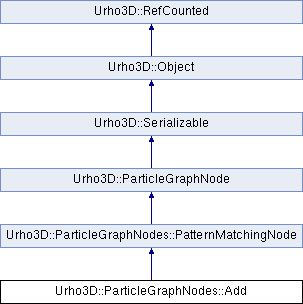 Urho3D::RefCounted
Urho3D::Object
Urho3D::Serializable
Urho3D::ParticleGraphNode
Urho3D::ParticleGraphNodes::PatternMatchingNode
Urho3D::ParticleGraphNodes::Add